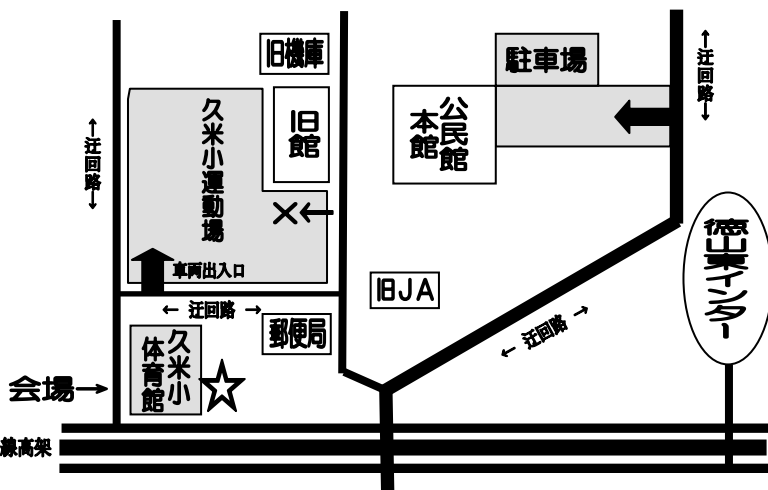 旧機庫
駐車場
←迂回路→
旧館
公民館
本館
久米小運動場
←迂回路→
×←
徳山東インター
車両出入口
旧JA
← 迂回路 →
← 迂回路 →
郵便局
久米小
体育館
☆
会場→
線高架